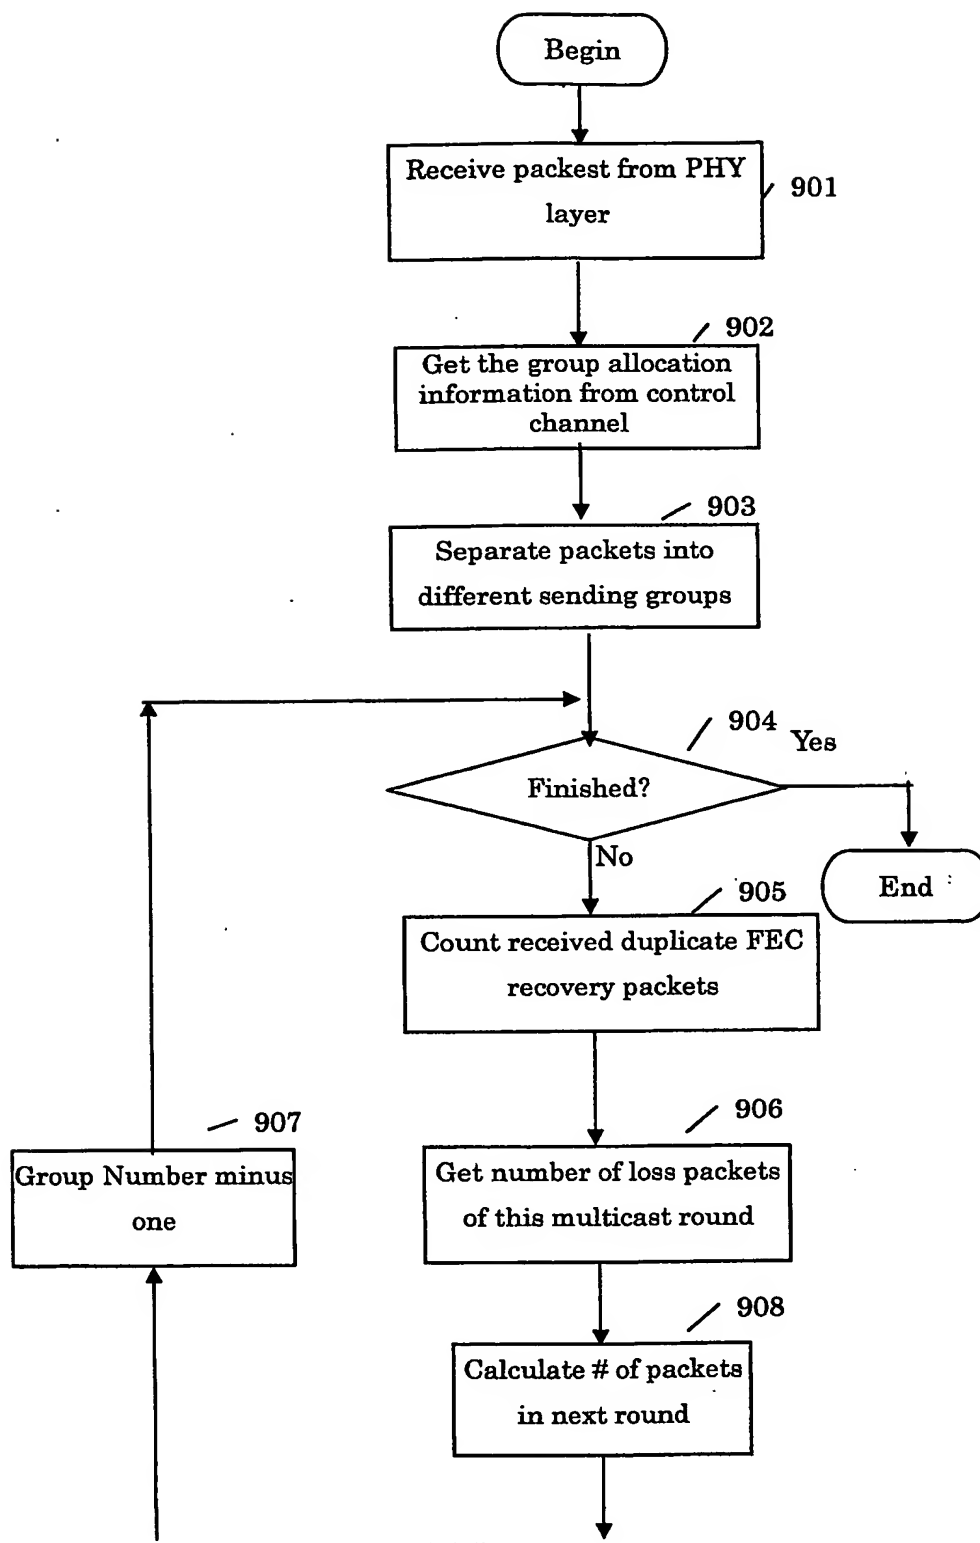 Begin
Receive packest from PHY
layer
901
902
Get the group allocation
information from control
channel
903
Separate packets into
different sending groups
904
Yes
Finished?
No
End
905
Count received duplicate FEC
recovery packets
906
907
Get number of loss packets
of this multicast round
Group Number minus
one
908
Calculate # of packets
in next round